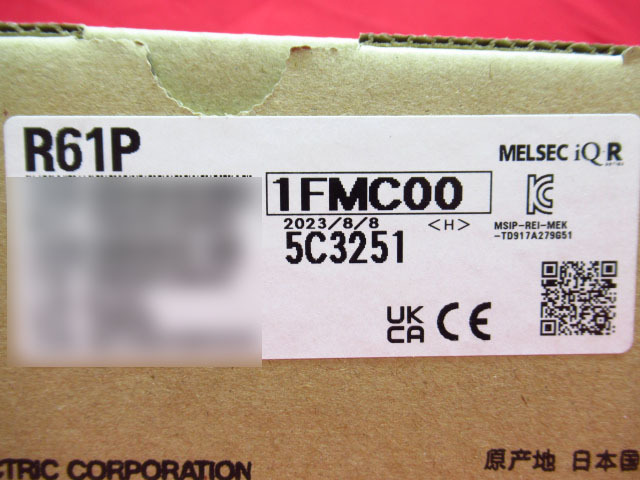 R61P
MELSEC iQ-R
series
1FMC00
2023/8/8 <H>
5C3251
MSIP-REI-MEK
-TD917A279G51
UK
CA CE
CTRIC CORPORATION
原产地 日本国